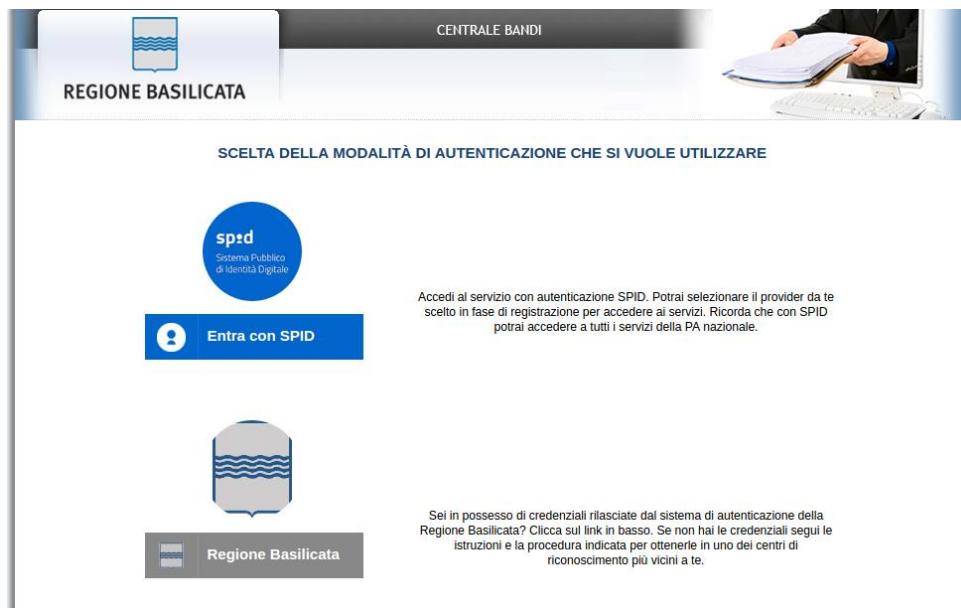 CENTRALE BANDI
REGIONE BASILICATA
SCELTA DELLA MODALITÀ DI AUTENTICAZIONE CHE SI VUOLE UTILIZZARE
sp:d
Sistema Pubblico
di Identità Digitale
Entra con SPID
Accedi al servizio con autenticazione SPID. Potrai selezionare il provider da te
scelto in fase di registrazione per accedere ai servizi. Ricorda che con SPID
potrai accedere a tutti i servizi della PA nazionale.
Regione Basilicata
Sei in possesso di credenziali rilasciate dal sistema di autenticazione della
Regione Basilicata? Clicca sul link in basso. Se non hai le credenziali segui le
istruzioni e la procedura indicata per ottenerle in uno dei centri di
riconoscimento più vicini a te.